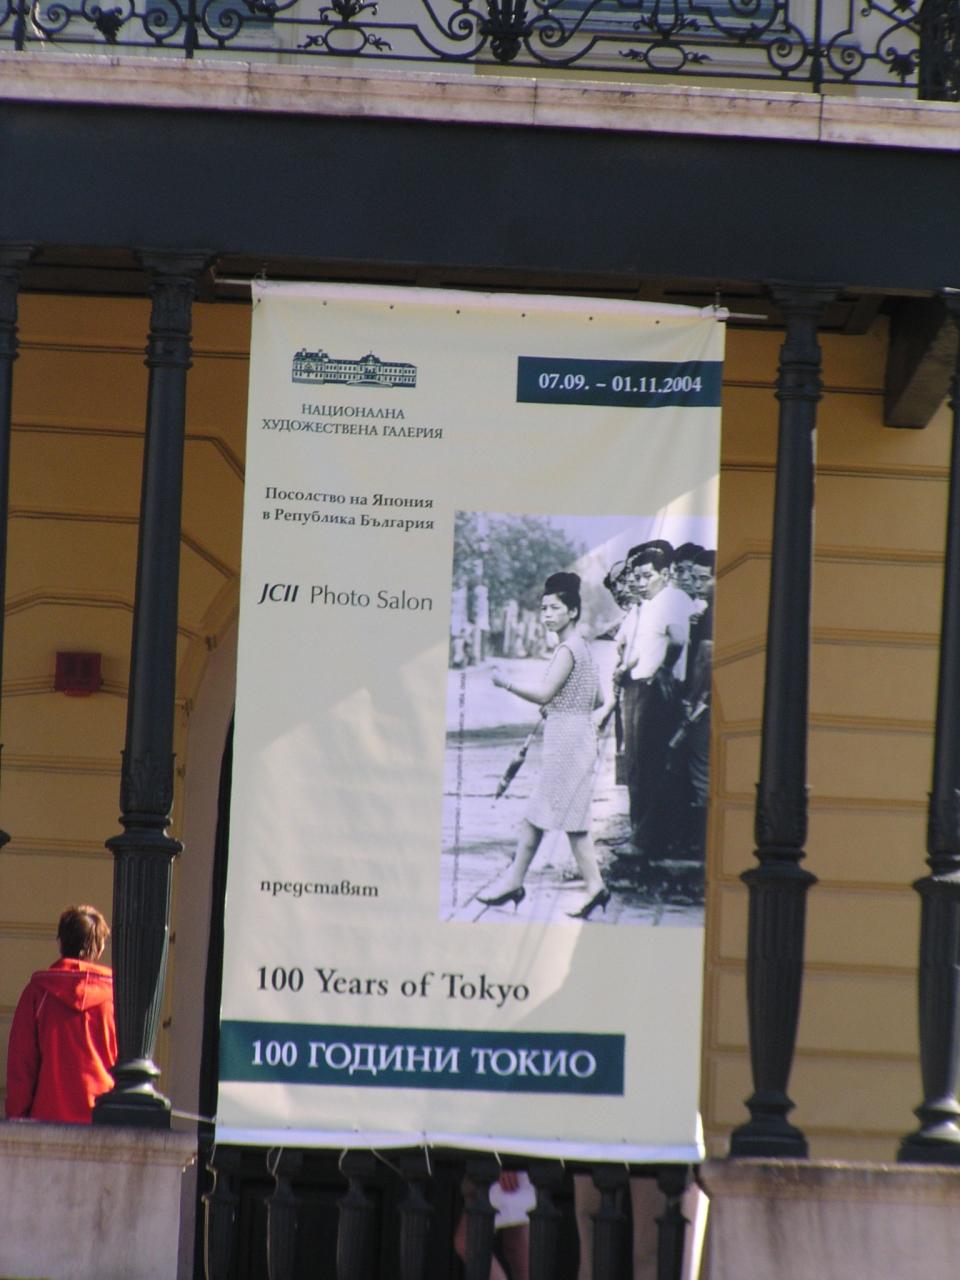 07.09. – 01.11.2004
НАЦИОНАЛНА
ХУДОЖЕСТВЕНА ГАЛЕРИЯ
Посолство на Япония
в Република България
JCII Photo Salon
представят
100 Years of Tokyo
100 ГОДИНИ ТОКИО